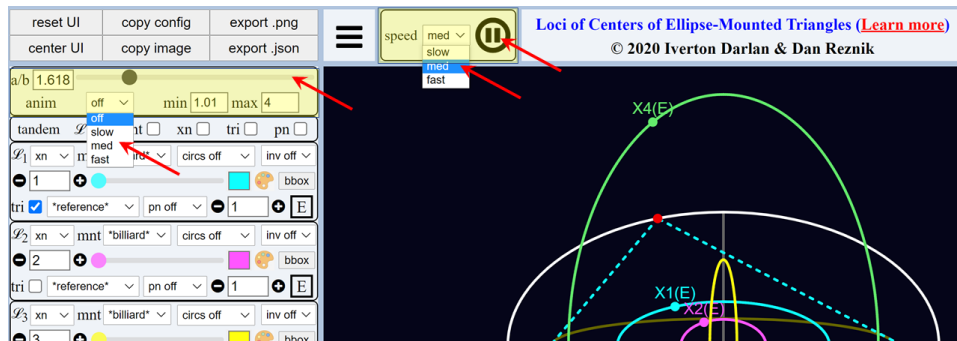 reset UI copy config export .png
center UI copy image export .json
speed med
slow
med
fast
Loci of Centers of Ellipse-Mounted Triangles (Learn more)
© 2020 Iverton Darlan & Dan Reznik
a/b 1.618
anim off min 1.01 max 4
off
slow
med
fast
tandem xn tri pn
ℒ1 xn circs off inv off
1 bbox
tri *reference* pn off 1 E
ℒ2 xn mnt *billiard* circs off inv off
2 bbox
tri *reference* pn off 1 E
ℒ3 xn mnt *billiard* circs off inv off
3 bbox
X4(E)
X1(E)
X2(E)